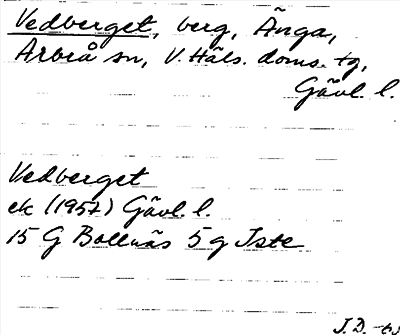 Vedberget, berg, Änga,
Arbrå sn, V. Häls. doms. tg,
Gävl. l.
Vedberget
ek (1957) Gävl. l.
15 G Bollnäs 5 g Iste
J.D.